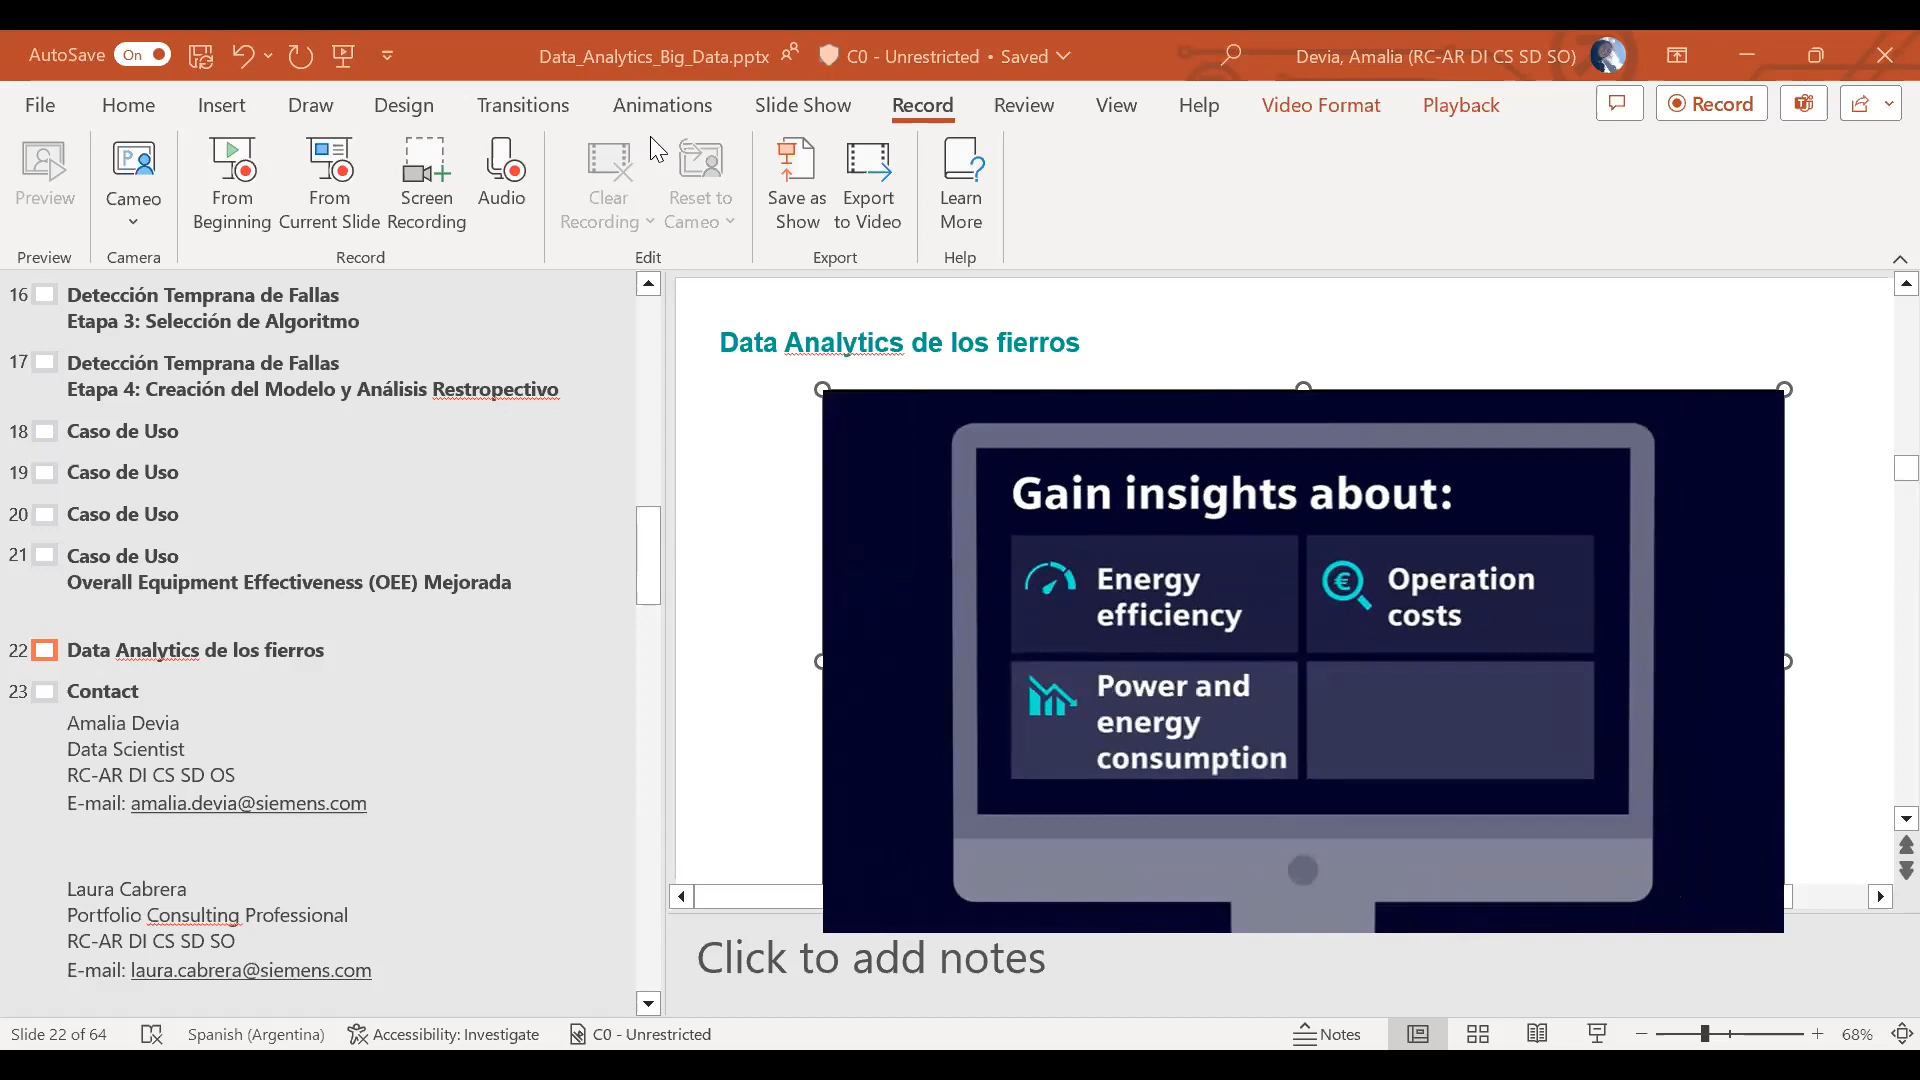 AutoSave On
Data_Analytics_Big_Data.pptx
C0 - Unrestricted • Saved
Devia, Amalia (RC-AR DI CS SD SO)
File Home Insert Draw Design Transitions Animations Slide Show Record Review View Help Video Format Playback
Record
Preview
Cameo
From Beginning
From Current Slide
Screen Recording
Audio
Clear Recording
Reset to Cameo
Save as Show
Export to Video
Learn More
Preview Camera Record Edit Export Help
16 Detección Temprana de Fallas
Etapa 3: Selección de Algoritmo
17 Detección Temprana de Fallas
Etapa 4: Creación del Modelo y Análisis Restropectivo
18 Caso de Uso
19 Caso de Uso
20 Caso de Uso
21 Caso de Uso
Overall Equipment Effectiveness (OEE) Mejorada
22 Data Analytics de los fierros
23 Contact
Amalia Devia
Data Scientist
RC-AR DI CS SD OS
E-mail: amalia.devia@siemens.com
Laura Cabrera
Portfolio Consulting Professional
RC-AR DI CS SD SO
E-mail: laura.cabrera@siemens.com
Data Analytics de los fierros
Gain insights about:
Energy
efficiency
Operation
costs
Power and
energy
consumption
Click to add notes
Slide 22 of 64
Spanish (Argentina)
Accessibility: Investigate
C0 - Unrestricted
Notes
68%